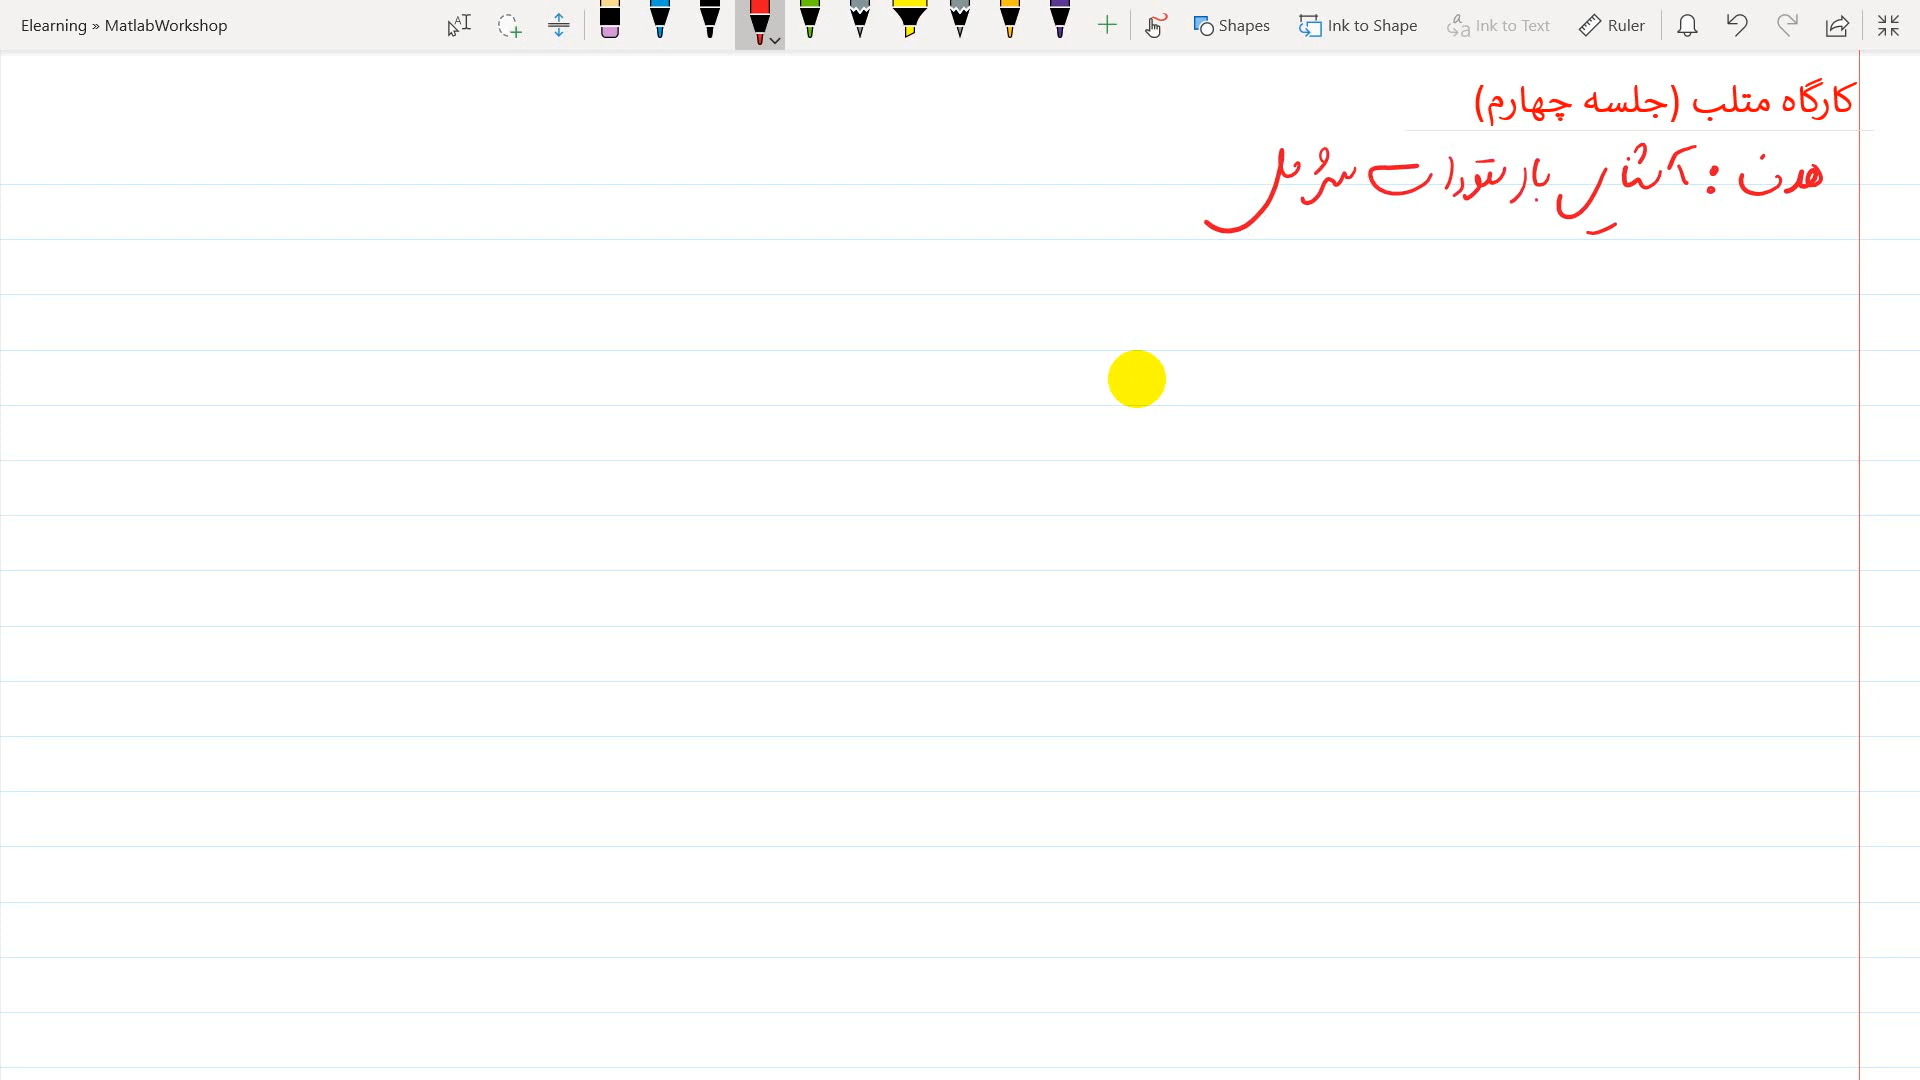 Elearning » MatlabWorkshop
Shapes
Ink to Shape
Ink to Text
Ruler
کارگاه متلب (جلسه چهارم)
هدف : آشنایی با دستورات شرطی